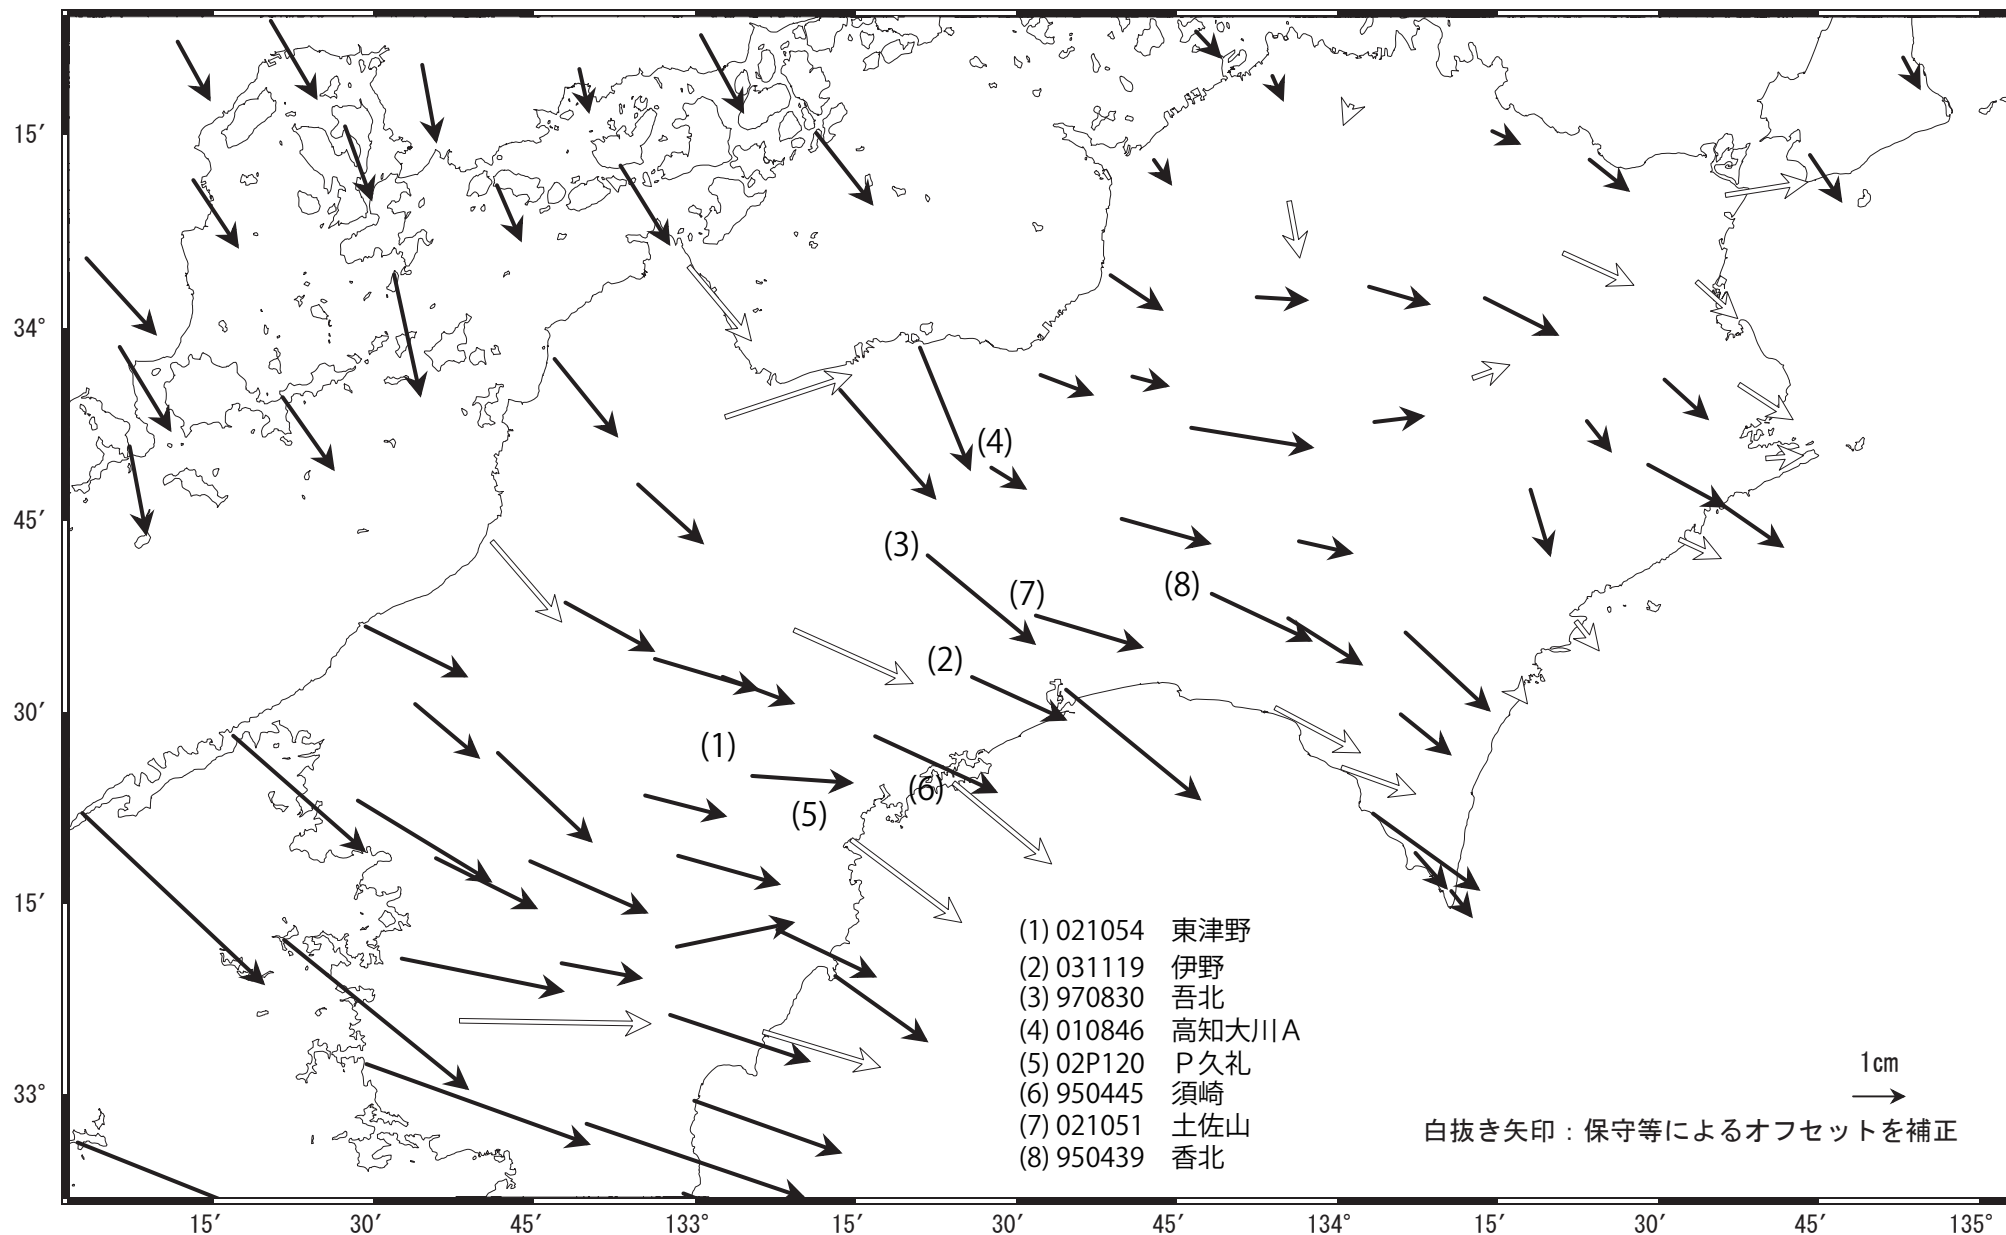 15′
34°
45′
30′
15′
33°
(4)
(3)
(7)
(8)
(2)
(1)
(6)
(5)
(1) 021054 東津野
(2) 031119 伊野
(3) 970830 吾北
(4) 010846 高知大川Ａ
(5) 02P120 Ｐ久礼
(6) 950445 須崎
(7) 021051 土佐山
(8) 950439 香北
1cm
白抜き矢印：保守等によるオフセットを補正
15′ 30′ 45′ 133° 15′ 30′ 45′ 134° 15′ 30′ 45′ 135°